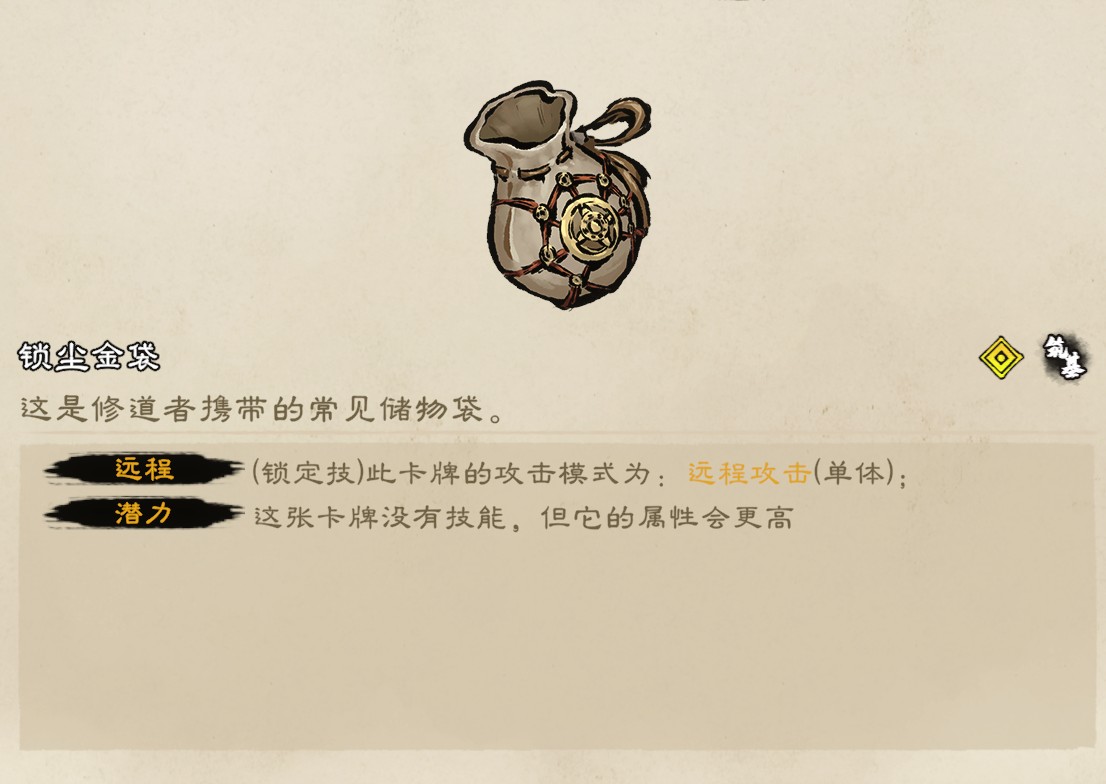 锁尘金袋 筑基
这是修道者携带的常见储物袋。
远程 (锁定技)此卡牌的攻击模式为：远程攻击(单体)；
潜力 这张卡牌没有技能，但它的属性会更高